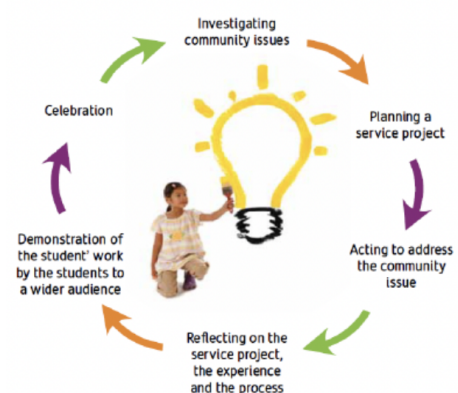 Investigating
community issues
Planning a
service project
Acting to address
the community
issue
Reflecting on the
service project,
the experience
and the process
Demonstration of
the student' work
by the students to
a wider audience
Celebration